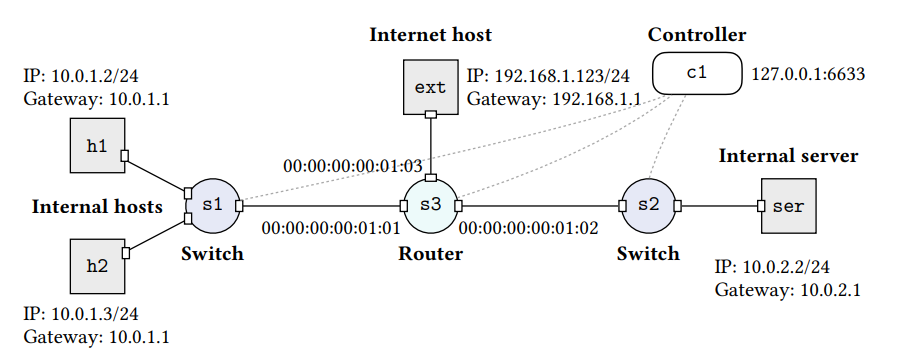 Internet host
Controller
IP: 10.0.1.2/24
Gateway: 10.0.1.1
ext
IP: 192.168.1.123/24
Gateway: 192.168.1.1
c1
127.0.0.1:6633
h1
00:00:00:00:01:03
Internal server
Internal hosts
s1
s3
s2
ser
00:00:00:00:01:01
00:00:00:00:01:02
Switch
Router
Switch
h2
IP: 10.0.2.2/24
Gateway: 10.0.2.1
IP: 10.0.1.3/24
Gateway: 10.0.1.1